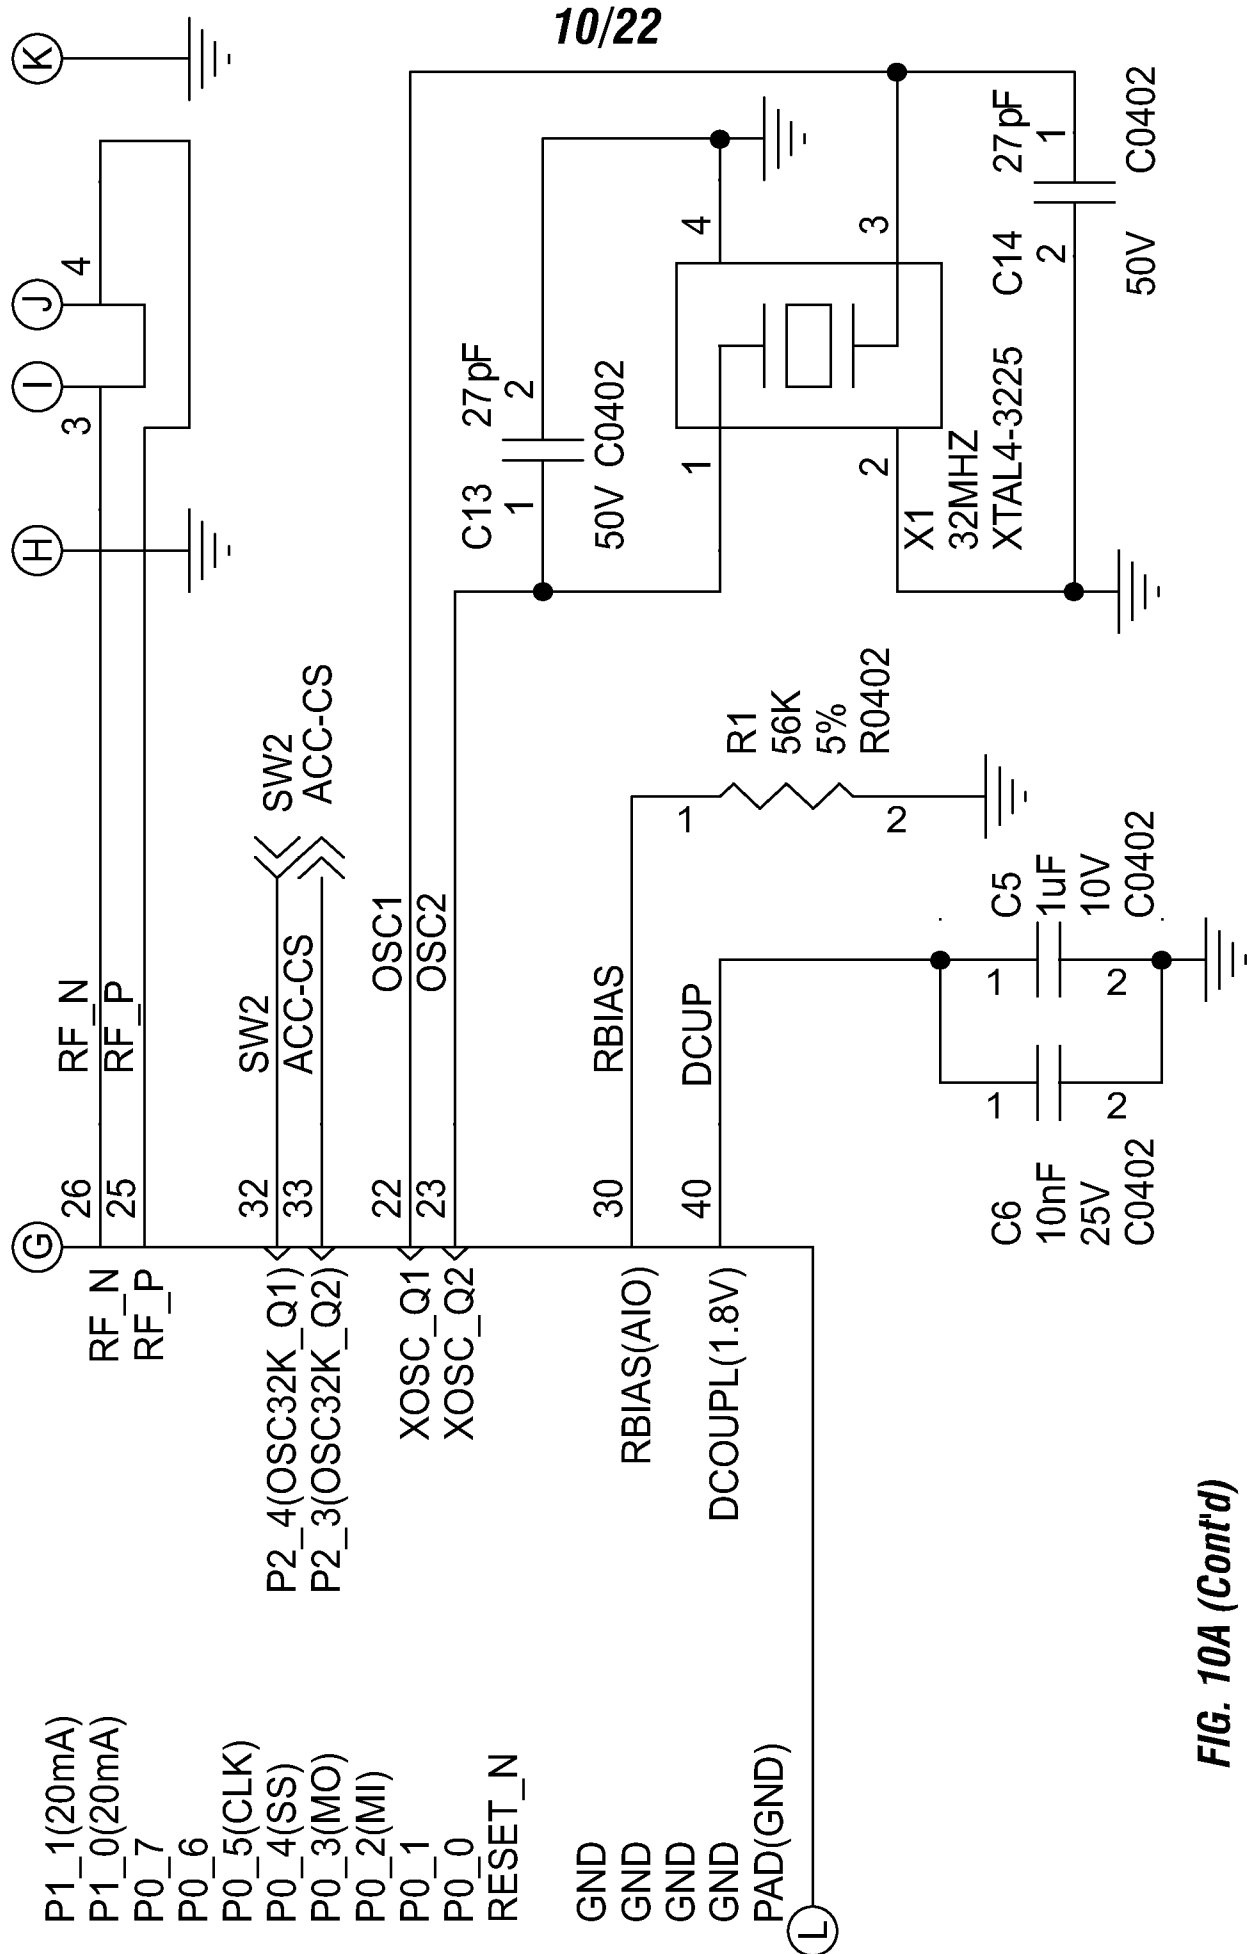 10/22
K
J
I
H
G
4
3
RF_N
RF_P
26
25
RF_N
RF_P
SW2
ACC-CS
SW2
ACC-CS
32
33
P2_4(OSC32K_Q1)
P2_3(OSC32K_Q2)
OSC1
OSC2
22
23
XOSC_Q1
XOSC_Q2
C13
27pF
1
2
50V
C0402
4
3
1
2
X1
32MHZ
XTAL4-3225
C14
27pF
2
1
50V
C0402
RBIAS
30
RBIAS(AIO)
1
2
R1
56K
5%
R0402
DCUP
40
DCOUPL(1.8V)
C5
1uF
10V
C0402
1
2
C6
10nF
25V
C0402
1
2
P1_1(20mA)
P1_0(20mA)
P0_7
P0_6
P0_5(CLK)
P0_4(SS)
P0_3(MO)
P0_2(MI)
P0_1
P0_0
RESET_N
GND
GND
GND
GND
PAD(GND)
L
FIG. 10A (Cont'd)